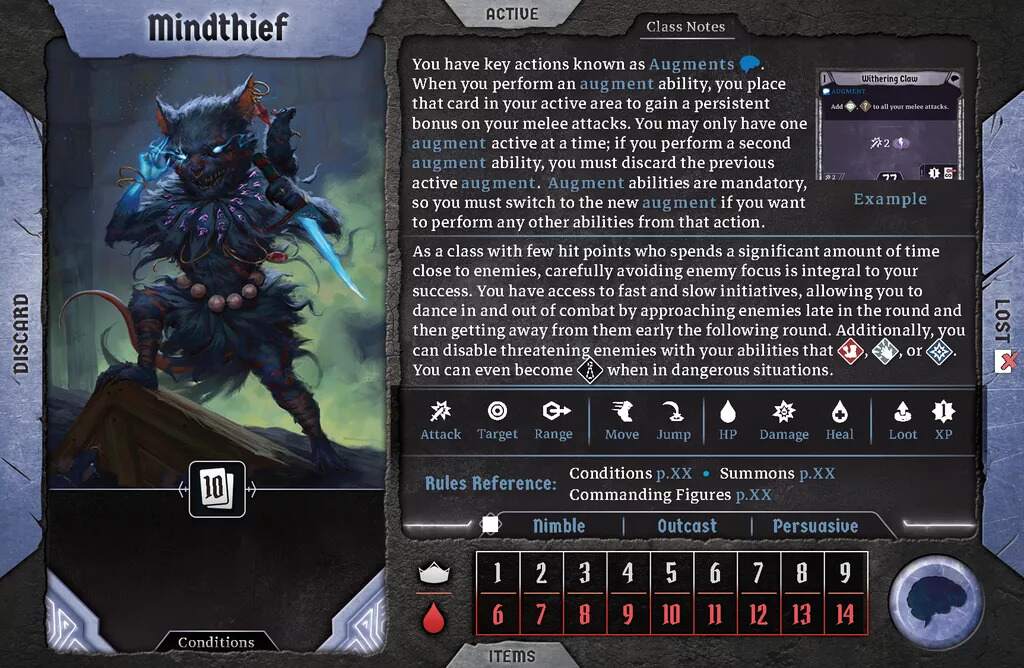 Mindthief
ACTIVE
Class Notes
You have key actions known as Augments .
When you perform an augment ability, you place
that card in your active area to gain a persistent
bonus on your melee attacks. You may only have one
augment active at a time; if you perform a second
augment ability, you must discard the previous
active augment. Augment abilities are mandatory,
so you must switch to the new augment if you want
to perform any other abilities from that action.
1 Withering Claw
AUGMENT
Add , to all your melee attacks.
2
77
2
Example
As a class with few hit points who spends a significant amount of time
close to enemies, carefully avoiding enemy focus is integral to your
success. You have access to fast and slow initiatives, allowing you to
dance in and out of combat by approaching enemies late in the round and
then getting away from them early the following round. Additionally, you
can disable threatening enemies with your abilities that , , or .
You can even become when in dangerous situations.
Attack Target Range Move Jump HP Damage Heal Loot XP
Rules Reference: Conditions p.XX • Summons p.XX
Commanding Figures p.XX
Nimble | Outcast | Persuasive
10
1 2 3 4 5 6 7 8 9
6 7 8 9 10 11 12 13 14
Conditions
ITEMS
DISCARD
LOST